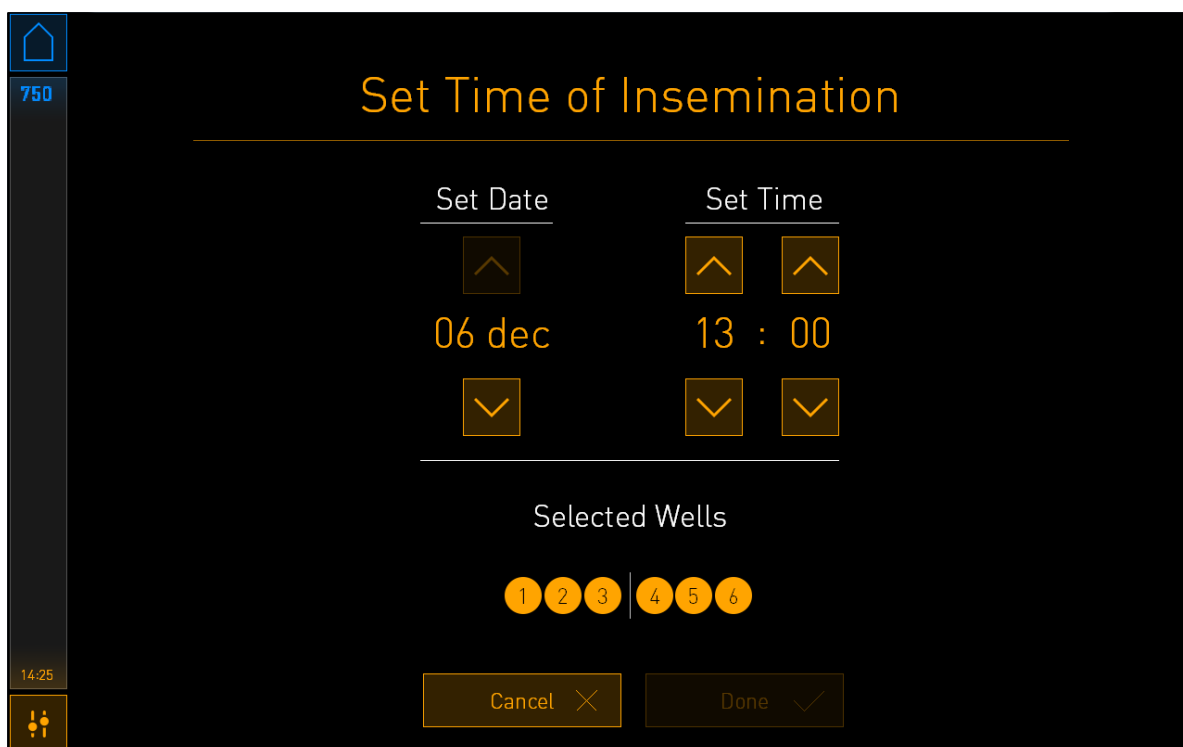 750
Set Time of Insemination
Set Date Set Time
06 dec 13 : 00
Selected Wells
1 2 3 4 5 6
14:25
Cancel Done